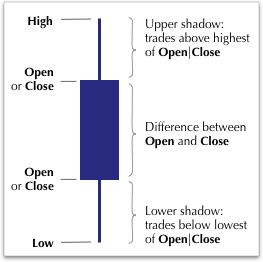 High
Upper shadow:
trades above highest
of Open|Close
Open
or Close
Difference between
Open and Close
Open
or Close
Lower shadow:
trades below lowest
of Open|Close
Low